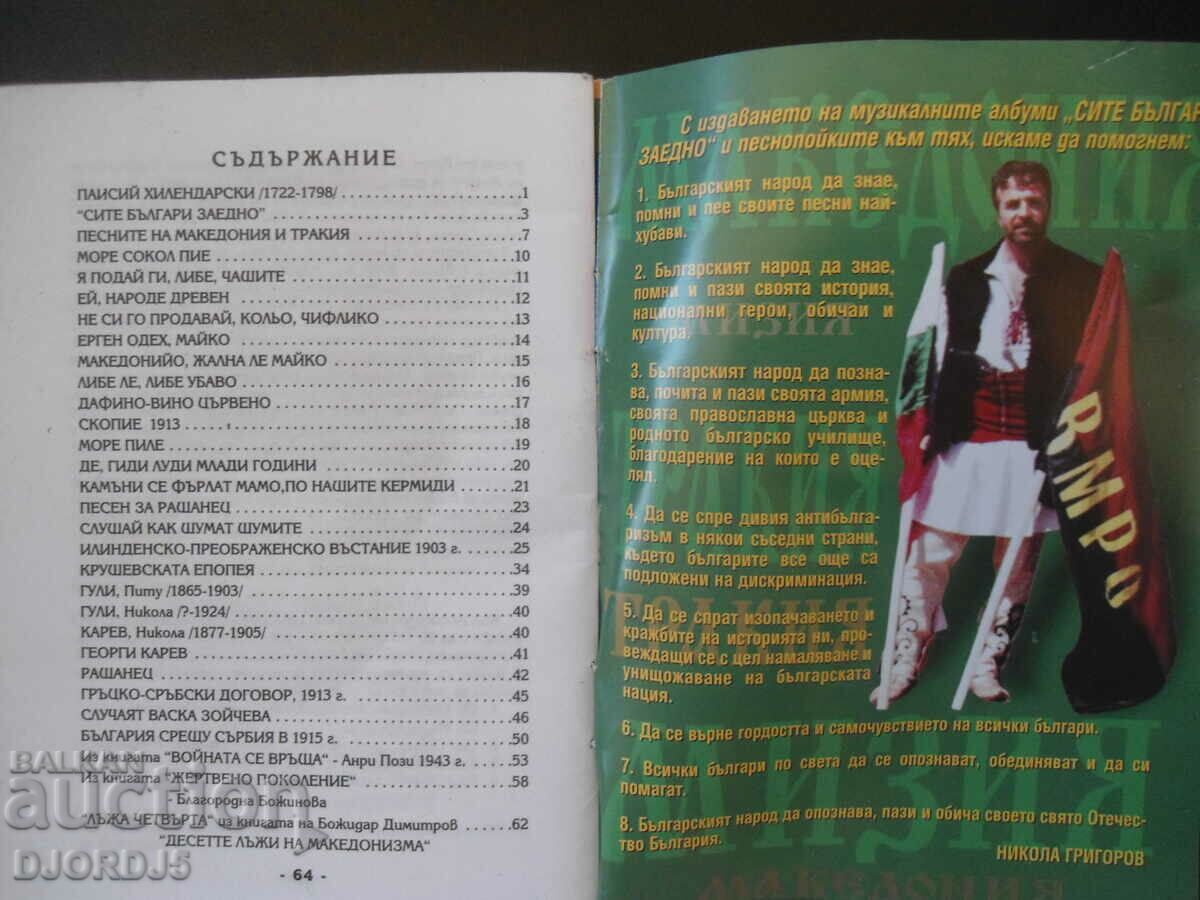 СЪДЪРЖАНИЕ
ПАИСИЙ ХИЛЕНДАРСКИ /1722-1798/ 1
"СИТЕ БЪЛГАРИ ЗАЕДНО" 3
ПЕСНИТЕ НА МАКЕДОНИЯ И ТРАКИЯ 7
МОРЕ СОКОЛ ПИЕ 10
Я ПОДАЙ ГИ, ЛИБЕ, ЧАШИТЕ 11
ЕЙ, НАРОДЕ ДРЕВЕН 12
НЕ СИ ГО ПРОДАВАЙ, КОЛЬО, ЧИФЛИКО 13
ЕРГЕН ОДЕХ, МАЙКО 14
МАКЕДОНИЙО, ЖАЛНА ЛЕ МАЙКО 15
ЛИБЕ ЛЕ, ЛИБЕ УБАВО 16
ДАФИНО-ВИНО ЦЪРВЕНО 17
СКОПИЕ 1913 18
МОРЕ ПИЛЕ 19
ДЕ, ГИДИ ЛУДИ МЛАДИ ГОДИНИ 20
КАМЪНИ СЕ ФЪРЛАТ МАМО,ПО НАШИТЕ КЕРМИДИ 21
ПЕСЕН ЗА РАШАНЕЦ 23
СЛУШАЙ КАК ШУМАТ ШУМИТЕ 24
ИЛИНДЕНСКО-ПРЕОБРАЖЕНСКО ВЪСТАНИЕ 1903 г. 25
КРУШЕВСКАТА ЕПОПЕЯ 34
ГУЛИ, Питу /1865-1903/ 39
ГУЛИ, Никола /?-1924/ 40
КАРЕВ, Никола /1877-1905/ 40
ГЕОРГИ КАРЕВ 41
РАШАНЕЦ 42
ГРЪЦКО-СРЪБСКИ ДОГОВОР, 1913 г. 45
СЛУЧАЯТ ВАСКА ЗОЙЧЕВА 46
БЪЛГАРИЯ СРЕЩУ СЪРБИЯ В 1915 г. 50
Из книгата "ВОЙНАТА СЕ ВРЪЩА" - Анри Пози 1943 г. 53
Из книгата "ЖЕРТВЕНО ПОКОЛЕНИЕ" 58
- Благородна Божинова
"ЛЪЖА ЧЕТВЪРТА" из книгата на Божидар Димитров 62
"ДЕСЕТТЕ ЛЪЖИ НА МАКЕДОНИЗМА"
- 64 -
С издаването на музикалните албуми „СИТЕ БЪЛГАР
ЗАЕДНО" и песнопойките към тях, искаме да помогнем:
1. Българският народ да знае,
помни и пее своите песни най-
хубави.
2. Българският народ да знае,
помни и пази своята история,
национални герои, обичаи и
култура.
3. Българският народ да позна-
ва, почита и пази своята армия,
своята православна църква и
родното българско училище,
благодарение на които е оце-
лял.
4. Да се спре дивия антибълга-
ризъм в някои съседни страни,
където българите все още са
подложени на дискриминация.
5. Да се спрат изопачаването и
кражбите на историята ни, про-
веждащи се с цел намаляване и
унищожаване на българската
нация.
6. Да се върне гордостта и самочувствието на всички българи.
7. Всички българи по света да се опознават, обединяват и да си
помагат.
8. Българският народ да опознава, пази и обича своето свято Отечес-
тво България.
НИКОЛА ГРИГОРОВ
ВМРО
МАКЕДОНИЯ
МИЗИЯ
ТРАКИЯ
МИЗИЯ
BALKAN
auction
DJORDJ5